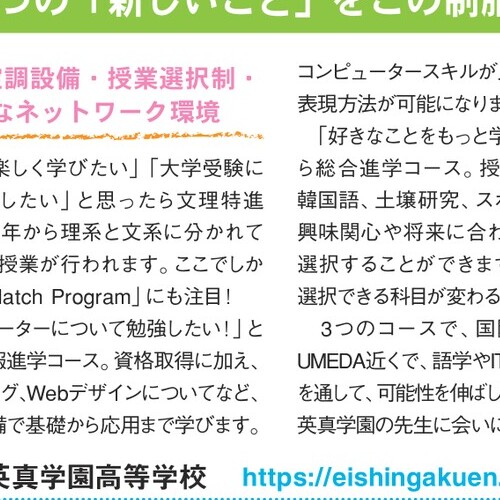 つの「新しいこと」をこの制服
調設備・授業選択制・
なネットワーク環境
楽しく学びたい」「大学受験に
したい」と思ったら文理特進
年から理系と文系に分かれて
授業が行われます。ここでしか
atch Program」にも注目！
ーターについて勉強したい！」と
報進学コース。資格取得に加え、
グ、Webデザインについてなど、
備で基礎から応用まで学びます。
コンピュータースキルが
表現方法が可能になりま
「好きなことをもっと学
ら総合進学コース。授
韓国語、土壌研究、スポ
興味関心や将来に合わ
選択することができます
選択できる科目が変わる
3つのコースで、国
UMEDA近くで、語学やIT
を通して、可能性を伸ばし
英真学園の先生に会いに
英真学園高等学校 https://eishingakuen.